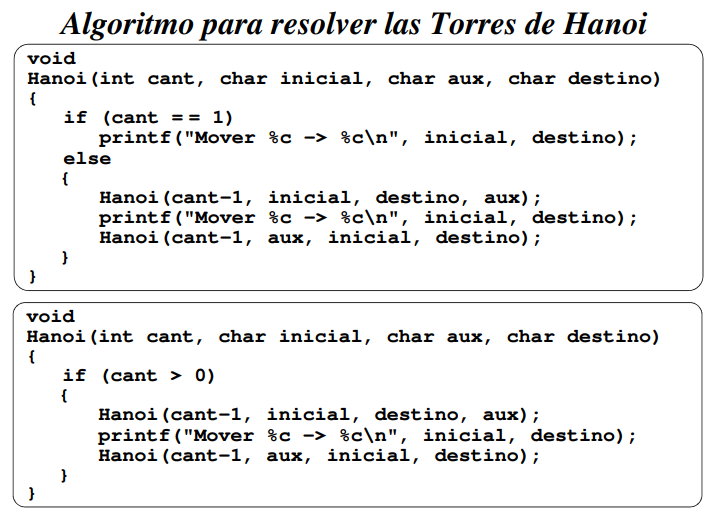 Algoritmo para resolver las Torres de Hanoi
void
Hanoi(int cant, char inicial, char aux, char destino)
{
if (cant == 1)
printf("Mover %c -> %c\n", inicial, destino);
else
{
Hanoi(cant-1, inicial, destino, aux);
printf("Mover %c -> %c\n", inicial, destino);
Hanoi(cant-1, aux, inicial, destino);
}
}
void
Hanoi(int cant, char inicial, char aux, char destino)
{
if (cant > 0)
{
Hanoi(cant-1, inicial, destino, aux);
printf("Mover %c -> %c\n", inicial, destino);
Hanoi(cant-1, aux, inicial, destino);
}
}